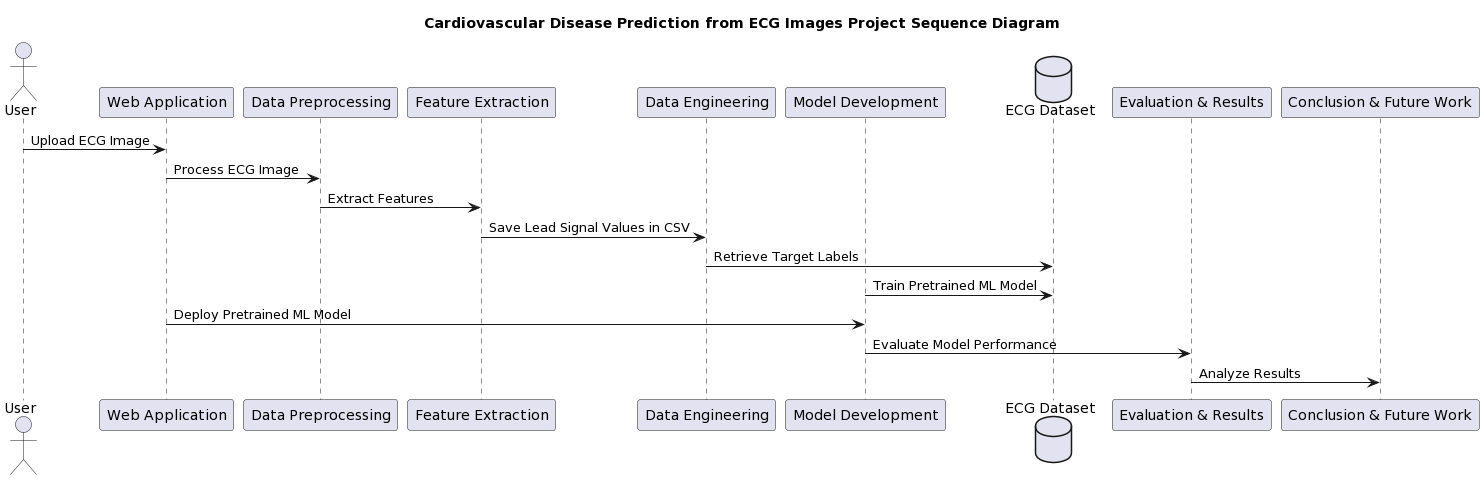 Cardiovascular Disease Prediction from ECG Images Project Sequence Diagram
User
Web Application
Data Preprocessing
Feature Extraction
Data Engineering
Model Development
ECG Dataset
Evaluation & Results
Conclusion & Future Work
Upload ECG Image
Process ECG Image
Extract Features
Save Lead Signal Values in CSV
Retrieve Target Labels
Train Pretrained ML Model
Deploy Pretrained ML Model
Evaluate Model Performance
Analyze Results
User
Web Application
Data Preprocessing
Feature Extraction
Data Engineering
Model Development
ECG Dataset
Evaluation & Results
Conclusion & Future Work